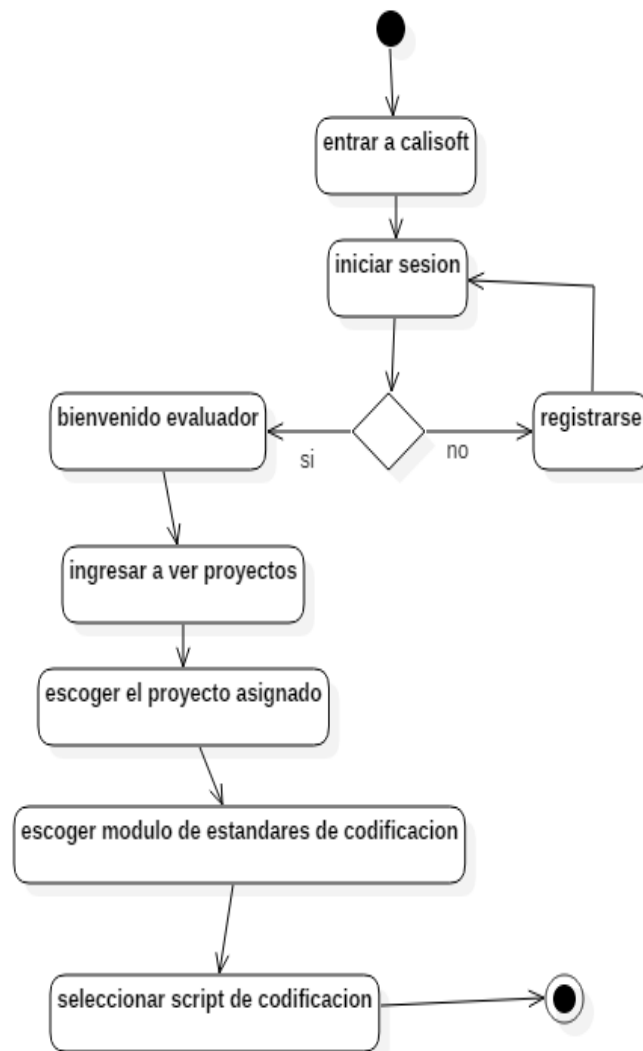 entrar a calisoft
iniciar sesion
bienvenido evaluador
registrarse
si
no
ingresar a ver proyectos
escoger el proyecto asignado
escoger modulo de estandares de codificacion
seleccionar script de codificacion